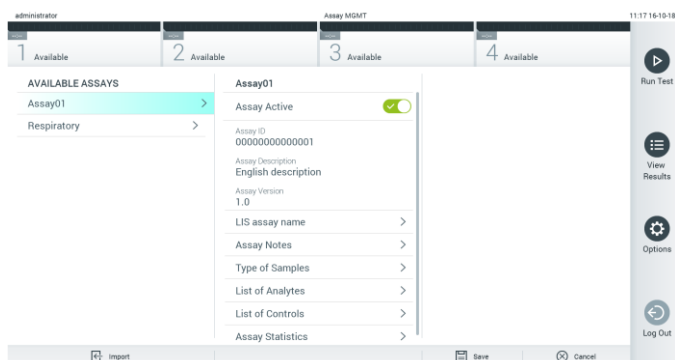 administrator
Assay MGMT
11:17 16-10-18
1 Available
2 Available
3 Available
4 Available
AVAILABLE ASSAYS
Assay01
Respiratory
Assay01
Assay Active
Assay ID
00000000000001
Assay Description
English description
Assay Version
1.0
LIS assay name
Assay Notes
Type of Samples
List of Analytes
List of Controls
Assay Statistics
Run Test
View
Results
Options
Log Out
Import
Save
Cancel